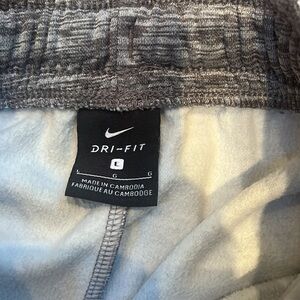 DRI-FIT
L
L G G
MADE IN CAMBODIA
FABRIQUÉ AU CAMBODGE